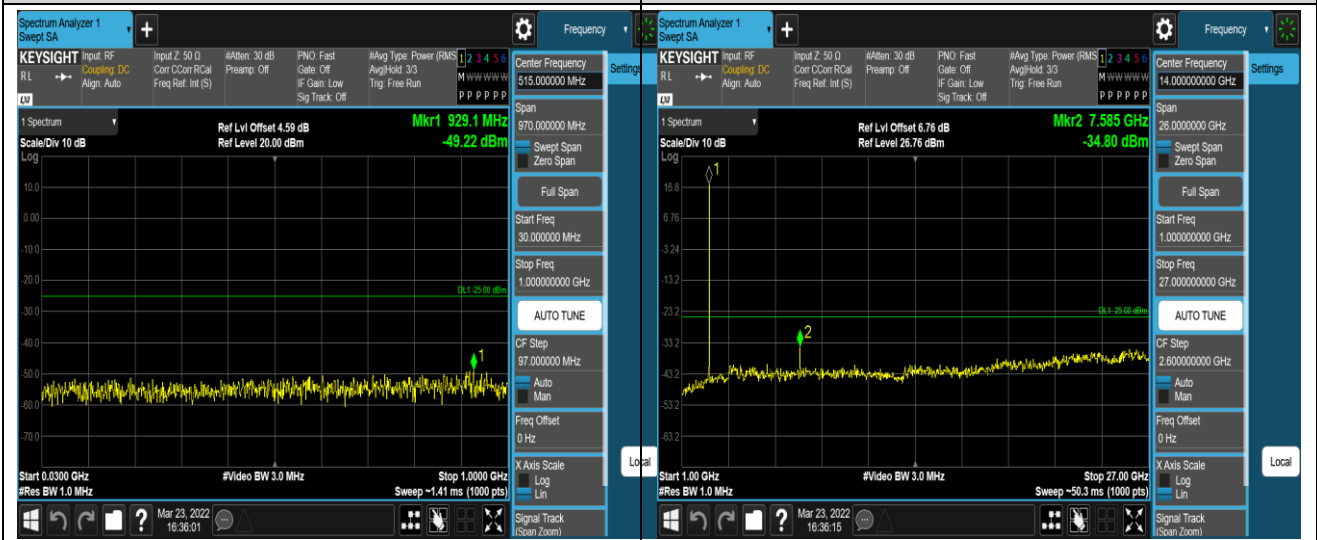 Spectrum Analyzer 1
Swept SA
+
Frequency
KEYSIGHT
RL
LXI
Input: RF
Coupling: DC
Align: Auto
Input Z: 50 Ω
Corr CCorr RCal
Freq Ref: Int (S)
#Atten: 30 dB
Preamp: Off
PNO: Fast
Gate: Off
IF Gain: Low
Sig Track: Off
#Avg Type: Power (RMS
Avg|Hold: 3/3
Trig: Free Run
1 2 3 4 5 6
M W W W W W
P P P P P P
1 Spectrum
Scale/Div 10 dB
Log
Ref Lvl Offset 4.59 dB
Ref Level 20.00 dBm
Mkr1 929.1 MHz
-49.22 dBm
10.0
0.00
-10.0
-20.0
-30.0
-40.0
-50.0
-60.0
-70.0
DL1 -25.00 dBm
1
Start 0.0300 GHz
#Res BW 1.0 MHz
#Video BW 3.0 MHz
Stop 1.0000 GHz
Sweep ~1.41 ms (1000 pts)
?
Mar 23, 2022
16:36:01
Center Frequency
515.000000 MHz
Settings
Span
970.000000 MHz
Swept Span
Zero Span
Full Span
Start Freq
30.000000 MHz
Stop Freq
1.000000000 GHz
AUTO TUNE
CF Step
97.000000 MHz
Auto
Man
Freq Offset
0 Hz
X Axis Scale
Log
Lin
Signal Track
(Span Zoom)
Local
Spectrum Analyzer 1
Swept SA
+
Frequency
KEYSIGHT
RL
LXI
Input: RF
Coupling: DC
Align: Auto
Input Z: 50 Ω
Corr CCorr RCal
Freq Ref: Int (S)
#Atten: 30 dB
Preamp: Off
PNO: Fast
Gate: Off
IF Gain: Low
Sig Track: Off
#Avg Type: Power (RMS
Avg|Hold: 3/3
Trig: Free Run
1 2 3 4 5 6
M W W W W W
P P P P P P
1 Spectrum
Scale/Div 10 dB
Log
Ref Lvl Offset 6.76 dB
Ref Level 26.76 dBm
Mkr2 7.585 GHz
-34.80 dBm
16.8
6.76
-3.24
-13.2
-23.2
-33.2
-43.2
-53.2
-63.2
1
2
DL1 -25.00 dBm
Start 1.00 GHz
#Res BW 1.0 MHz
#Video BW 3.0 MHz
Stop 27.00 GHz
Sweep ~50.3 ms (1000 pts)
?
Mar 23, 2022
16:36:15
Center Frequency
14.000000000 GHz
Settings
Span
26.0000000 GHz
Swept Span
Zero Span
Full Span
Start Freq
1.000000000 GHz
Stop Freq
27.000000000 GHz
AUTO TUNE
CF Step
2.600000000 GHz
Auto
Man
Freq Offset
0 Hz
X Axis Scale
Log
Lin
Signal Track
(Span Zoom)
Local